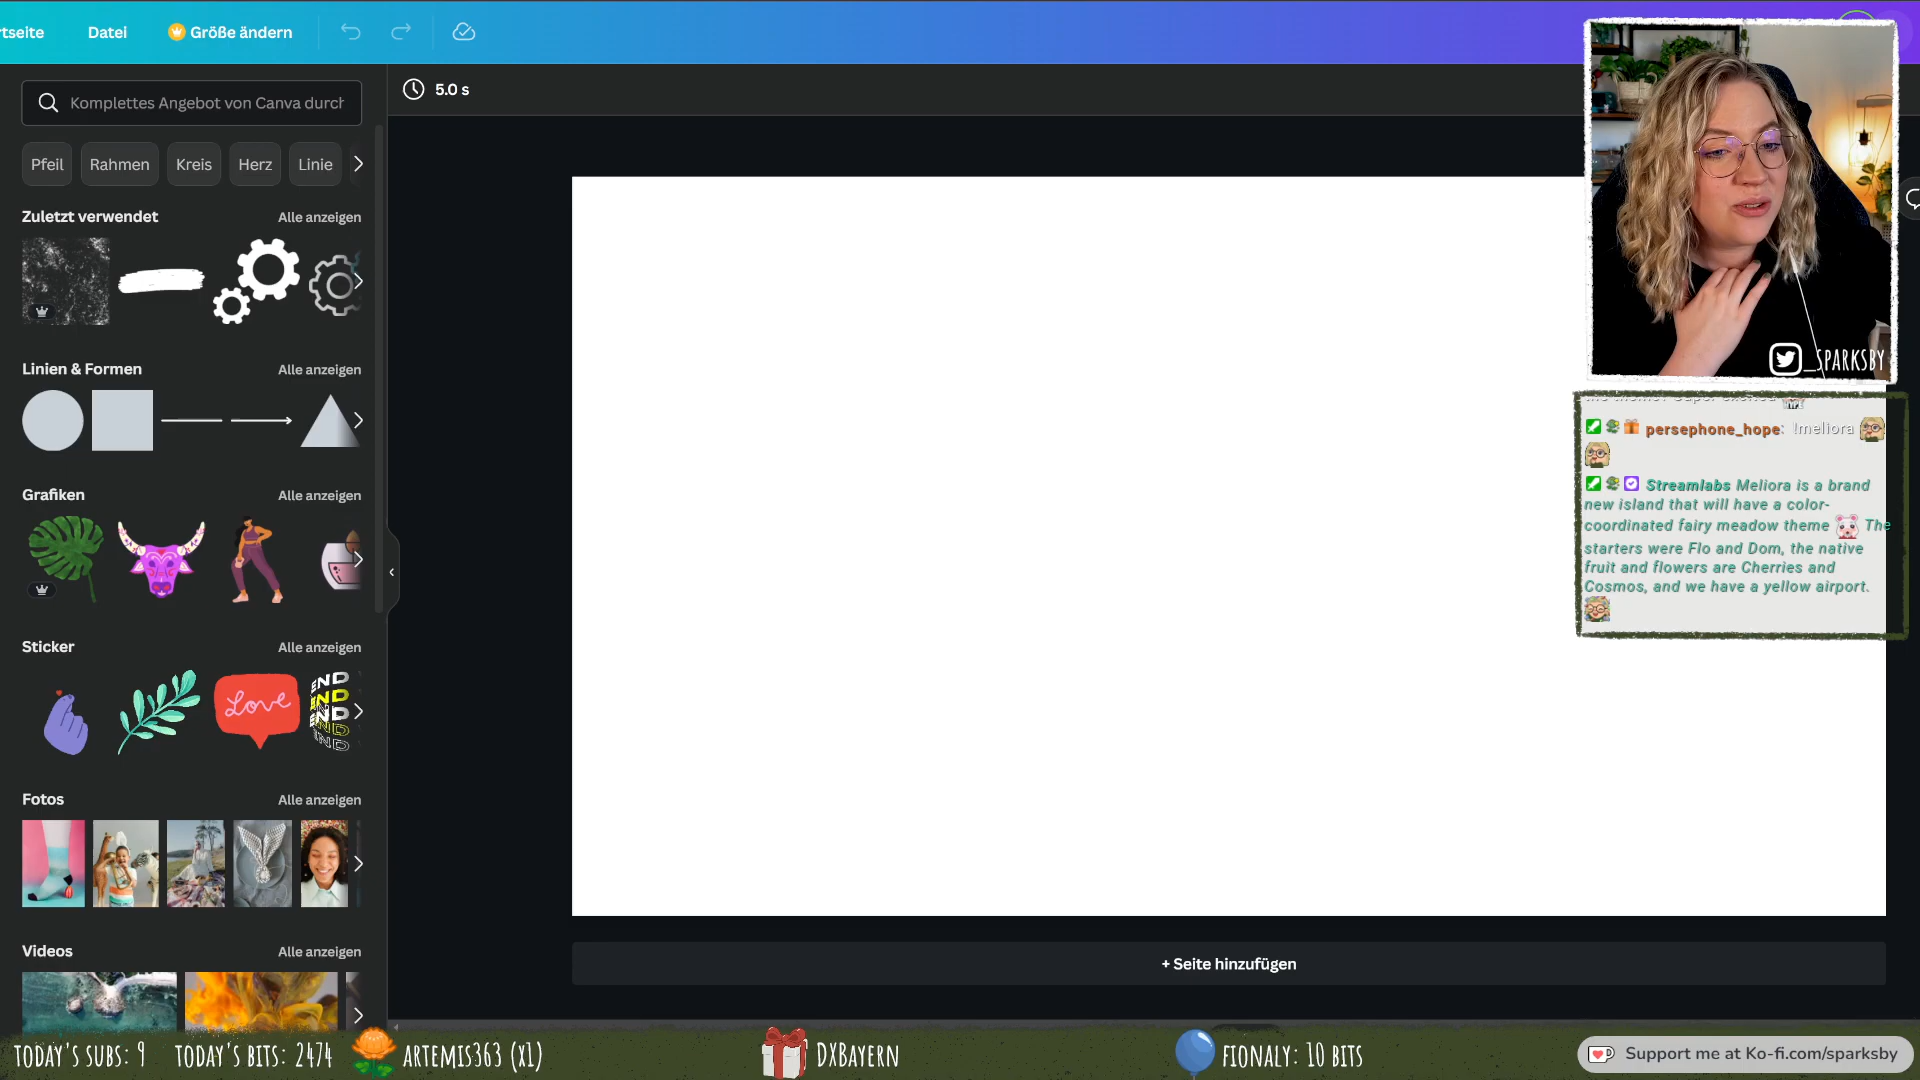 tseite
Datei
Größe ändern
Komplettes Angebot von Canva durch
5.0 s
Pfeil
Rahmen
Kreis
Herz
Linie
Zuletzt verwendet
Alle anzeigen
Linien & Formen
Alle anzeigen
Grafiken
Alle anzeigen
Sticker
Alle anzeigen
Love
END
END
END
END
END
Fotos
Alle anzeigen
Videos
Alle anzeigen
+ Seite hinzufügen
_SPARKSBY
persephone_hope: !meliora
Streamlabs Meliora is a brand
new island that will have a color-
coordinated fairy meadow theme The
starters were Flo and Dom, the native
fruit and flowers are Cherries and
Cosmos, and we have a yellow airport.
TODAY'S SUBS: 9
TODAY'S BITS: 2474
ARTEMIS363 (X1)
DXBAYERN
FIONALY: 10 BITS
Support me at Ko-fi.com/sparksby